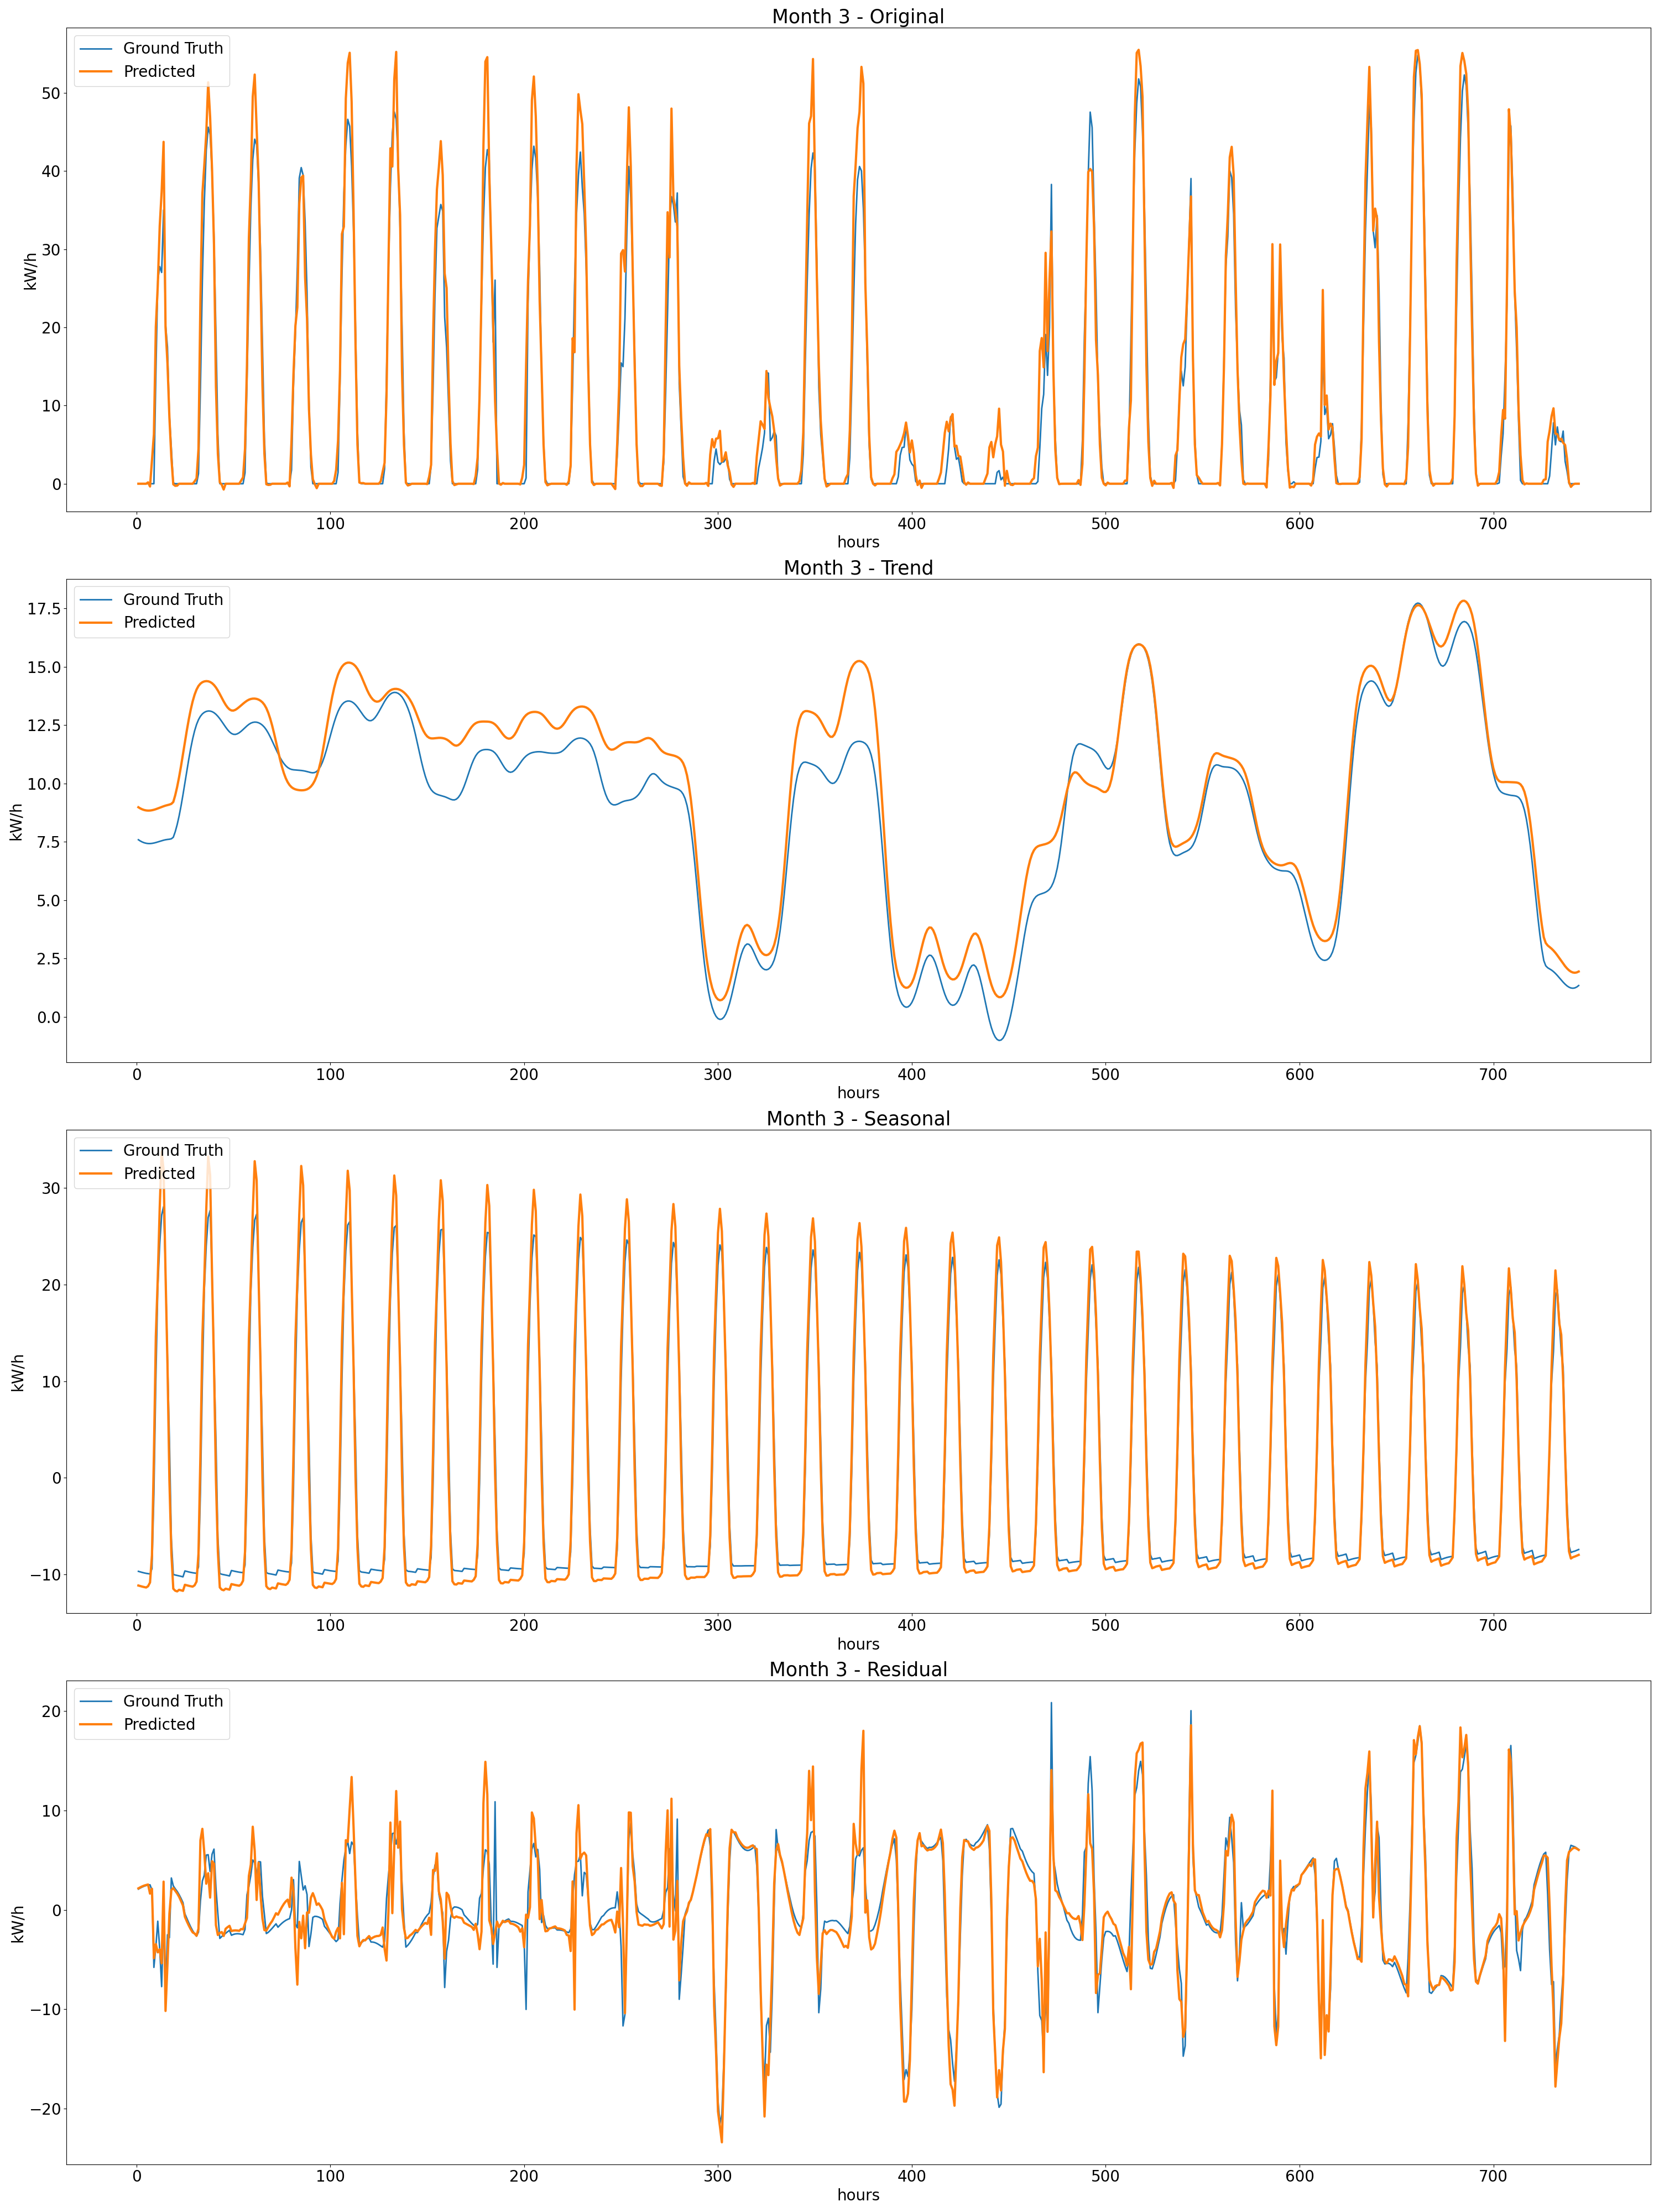 Month 3 - Original
Ground Truth
Predicted
kW/h
50
40
30
20
10
0
0 100 200 300 400 500 600 700
hours
Month 3 - Trend
Ground Truth
Predicted
kW/h
17.5
15.0
12.5
10.0
7.5
5.0
2.5
0.0
0 100 200 300 400 500 600 700
hours
Month 3 - Seasonal
Ground Truth
Predicted
kW/h
30
20
10
0
−10
0 100 200 300 400 500 600 700
hours
Month 3 - Residual
Ground Truth
Predicted
kW/h
20
10
0
−10
−20
0 100 200 300 400 500 600 700
hours